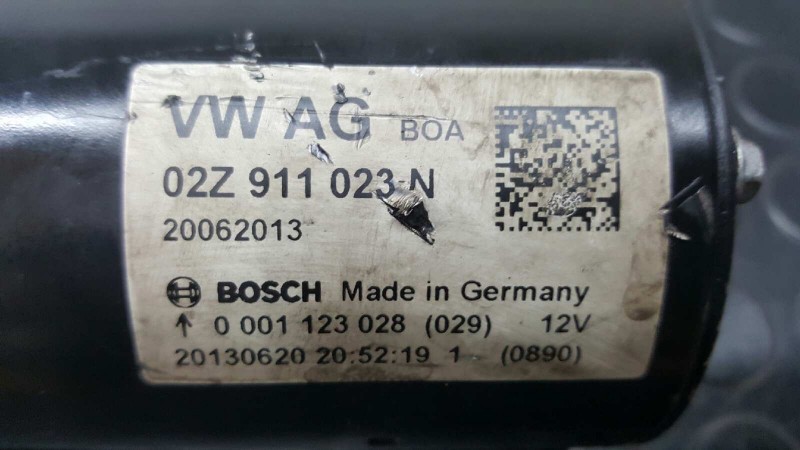 VW AG BOA
02Z 911 023 N
20062013
BOSCH Made in Germany
↑ 0 001 123 028 (029) 12V
20130620 20:52:19 1 (0890)